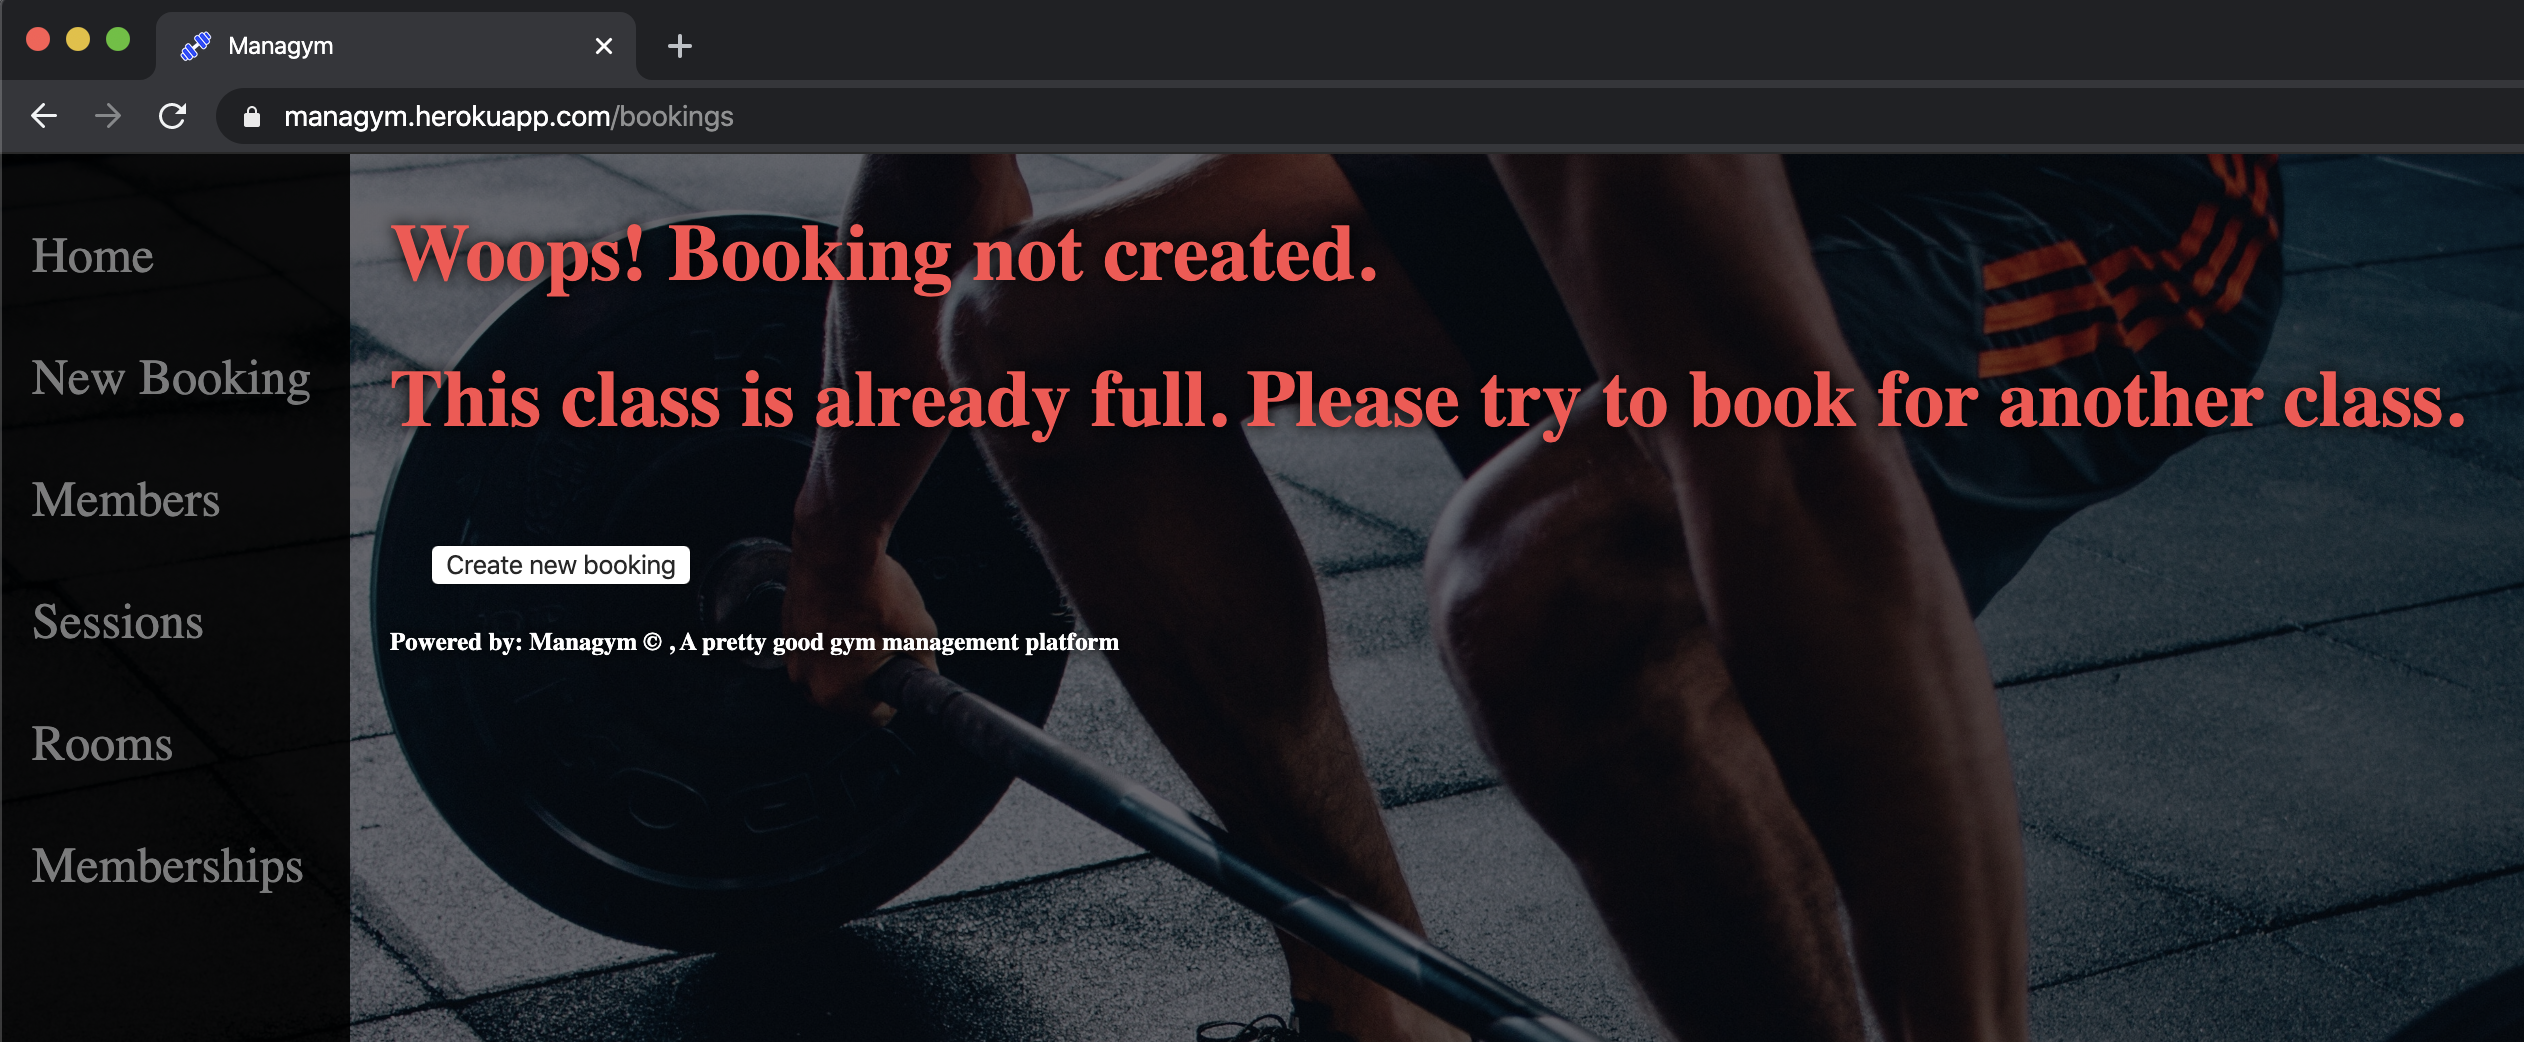 Managym
managym.herokuapp.com/bookings
Home
New Booking
Members
Sessions
Rooms
Memberships
Woops! Booking not created.
This class is already full. Please try to book for another class.
Create new booking
Powered by: Managym © , A pretty good gym management platform